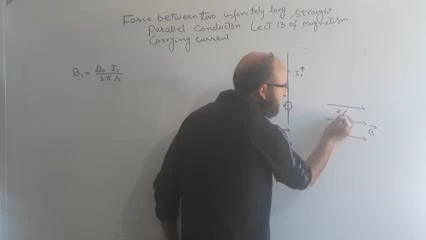 Force between two infinitely long straight
Parallel Conductors Lect 13 of magnetism
Carrying current
B₁ = μ₀ I₁ / 2π r
I₁ ↑
B